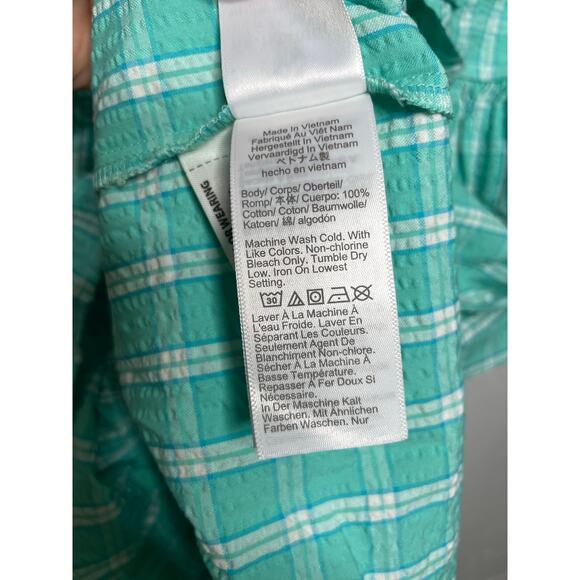 Made In Vietnam
Fabriqué Au Viêt Nam
Hergestellt In Vietnam
Vervaardigd In Vietnam
ベトナム製
hecho en vietnam
Body/ Corps/ Oberteil/
Romp/ 本体/ Cuerpo: 100%
Cotton/ Coton/ Baumwolle/
Katoen/ 綿/ algodón
Machine Wash Cold. With
Like Colors. Non-chlorine
Bleach Only. Tumble Dry
Low. Iron On Lowest
Setting.
30
Laver À La Machine À
L'eau Froide. Laver En
Séparant Les Couleurs.
Seulement Agent De
Blanchiment Non-chlore.
Sécher À La Machine À
Basse Température.
Repasser À Fer Doux Si
Nécessaire.
In Der Maschine Kalt
Waschen. Mit Ähnlichen
Farben Waschen. Nur
WEARING